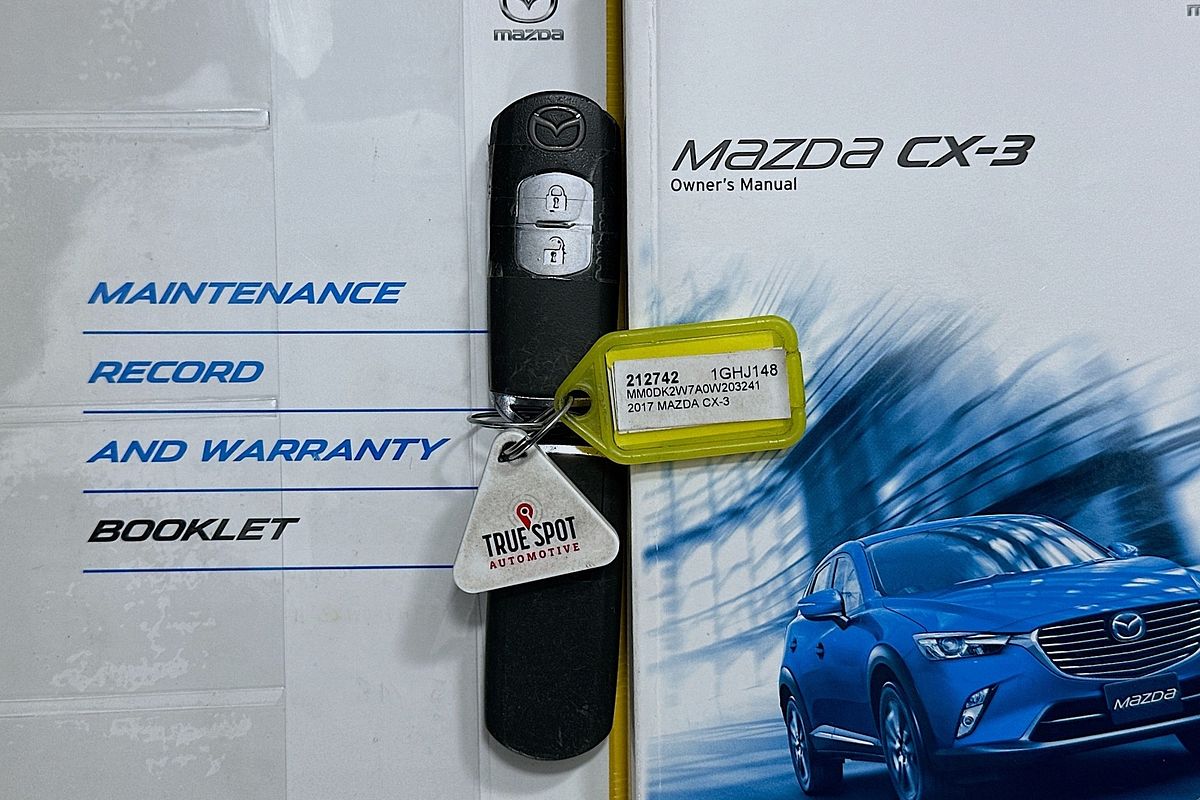 mazda
MAZDA CX-3
Owner's Manual
MAINTENANCE
RECORD
AND WARRANTY
BOOKLET
212742 1GHJ148
MM0DK2W7A0W203241
2017 MAZDA CX-3
TRUE SPOT
AUTOMOTIVE
mazda